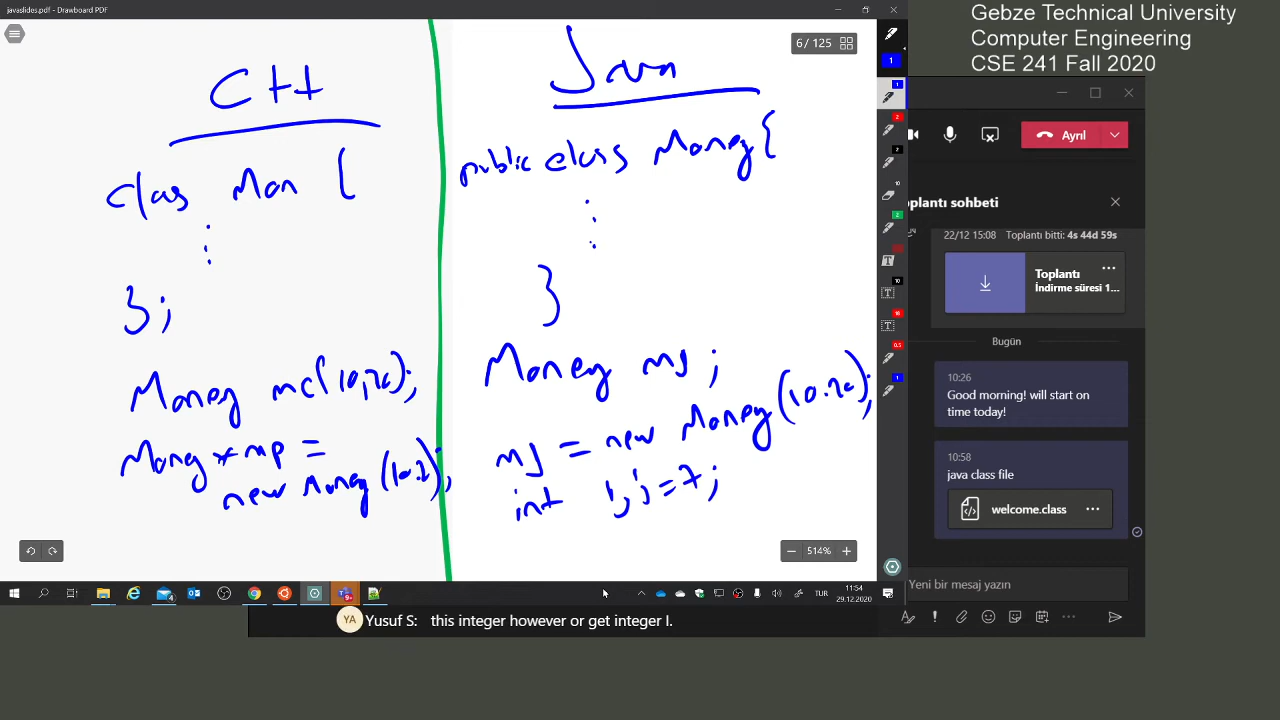 javaslides.pdf - Drawboard PDF
6 / 125
C++
class Mon {
:
};
Money mc(10,20);
Money *mp =
new Money(10.2);
Java
public class Money{
:
}
Money mj;
mj = new Money(10.20);
int i, j = 7;
514%
Gebze Technical University
Computer Engineering
CSE 241 Fall 2020
Ayrıl
oplantı sohbeti
22/12 15:08 Toplantı bitti: 4s 44d 59s
Toplantı
İndirme süresi 1...
Bugün
10:26
Good morning! will start on
time today!
10:58
java class file
welcome.class
Yeni bir mesaj yazın
TUR
11:54
29.12.2020
YA Yusuf S: this integer however or get integer I.